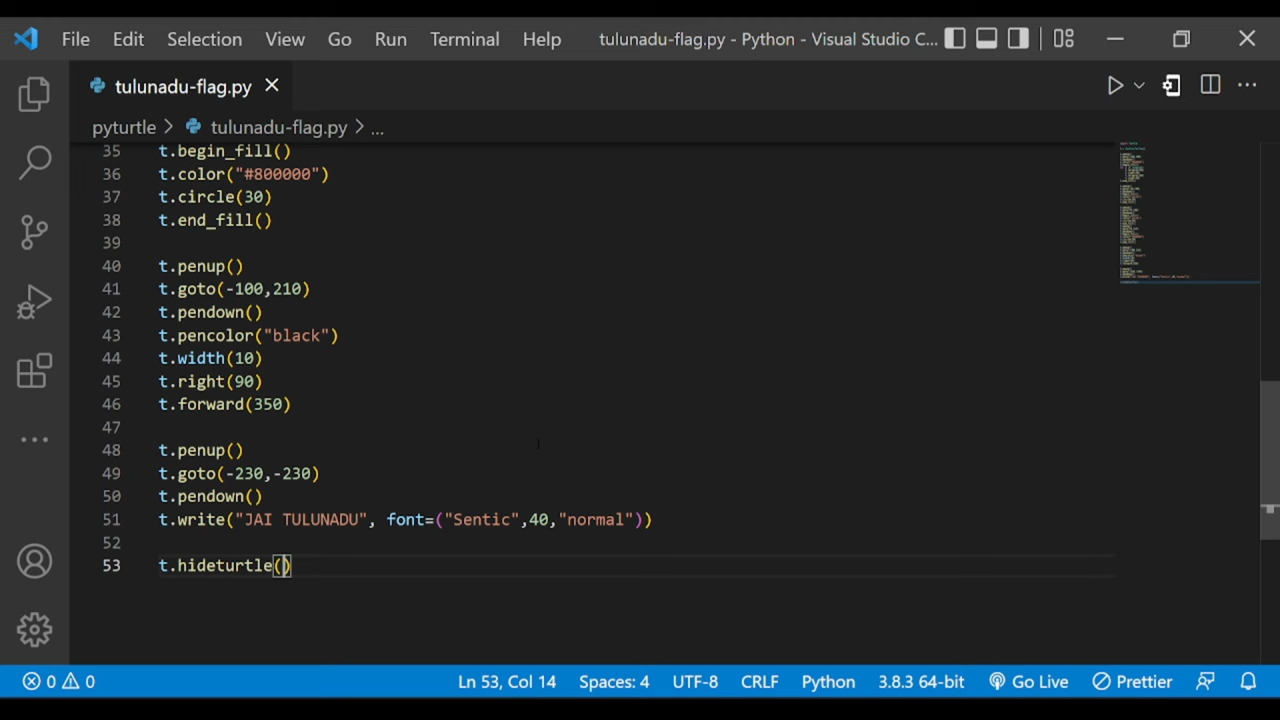 File Edit Selection View Go Run Terminal Help tulunadu-flag.py - Python - Visual Studio C...
tulunadu-flag.py
pyturtle > tulunadu-flag.py > ...
35 t.begin_fill()
36 t.color("#800000")
37 t.circle(30)
38 t.end_fill()
39
40 t.penup()
41 t.goto(-100,210)
42 t.pendown()
43 t.pencolor("black")
44 t.width(10)
45 t.right(90)
46 t.forward(350)
47
48 t.penup()
49 t.goto(-230,-230)
50 t.pendown()
51 t.write("JAI TULUNADU", font=("Sentic",40,"normal"))
52
53 t.hideturtle()
0 0 Ln 53, Col 14 Spaces: 4 UTF-8 CRLF Python 3.8.3 64-bit Go Live Prettier